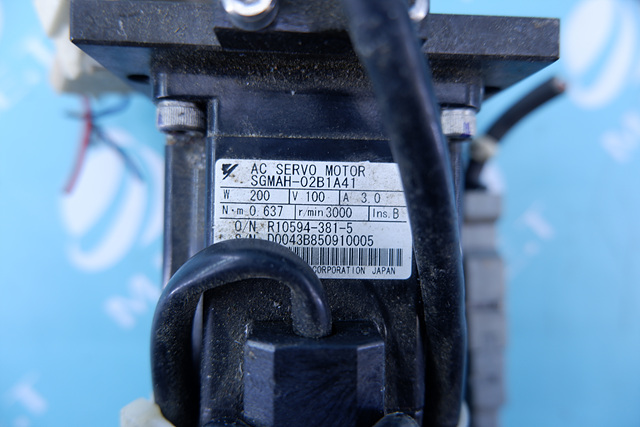 AC SERVO MOTOR
SGMAH-02B1A41
W 200 V 100 A 3.0
N·m 0.637 r/min 3000 Ins. B
O/N R10594-381-5
S/N D0043B850910005
CORPORATION JAPAN